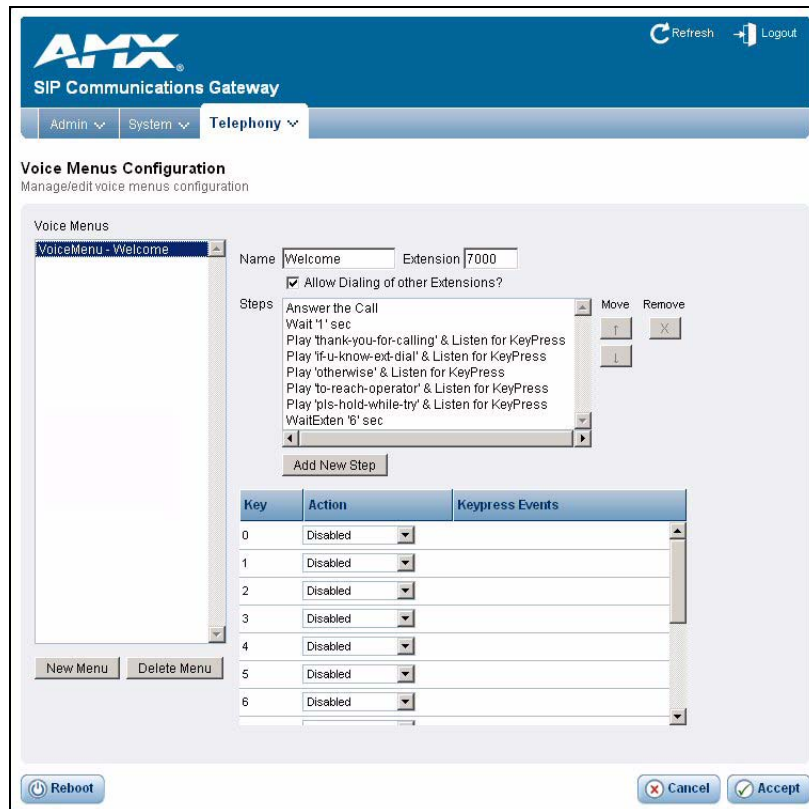 Refresh Logout
AMX
SIP Communications Gateway
Admin System Telephony
Voice Menus Configuration
Manage/edit voice menus configuration
Voice Menus
VoiceMenu - Welcome
Name Welcome Extension 7000
Allow Dialing of other Extensions?
Steps
Answer the Call
Wait '1' sec
Play 'thank-you-for-calling' & Listen for KeyPress
Play 'if-u-know-ext-dial' & Listen for KeyPress
Play 'otherwise' & Listen for KeyPress
Play 'to-reach-operator' & Listen for KeyPress
Play 'pls-hold-while-try' & Listen for KeyPress
WaitExten '6' sec
Move Remove
X
Add New Step
Key Action Keypress Events
0 Disabled
1 Disabled
2 Disabled
3 Disabled
4 Disabled
5 Disabled
6 Disabled
New Menu Delete Menu
Reboot Cancel Accept